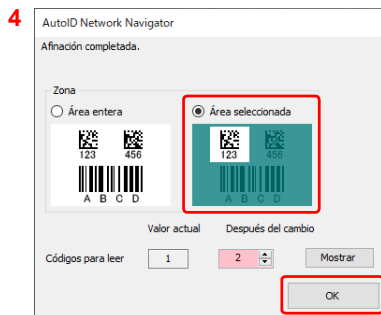 4
AutoID Network Navigator
Afinación completada.
Zona
Área entera
Área seleccionada
123 456
A B C D
123 456
A B C D
Valor actual Después del cambio
Códigos para leer 1 2 Mostrar
OK